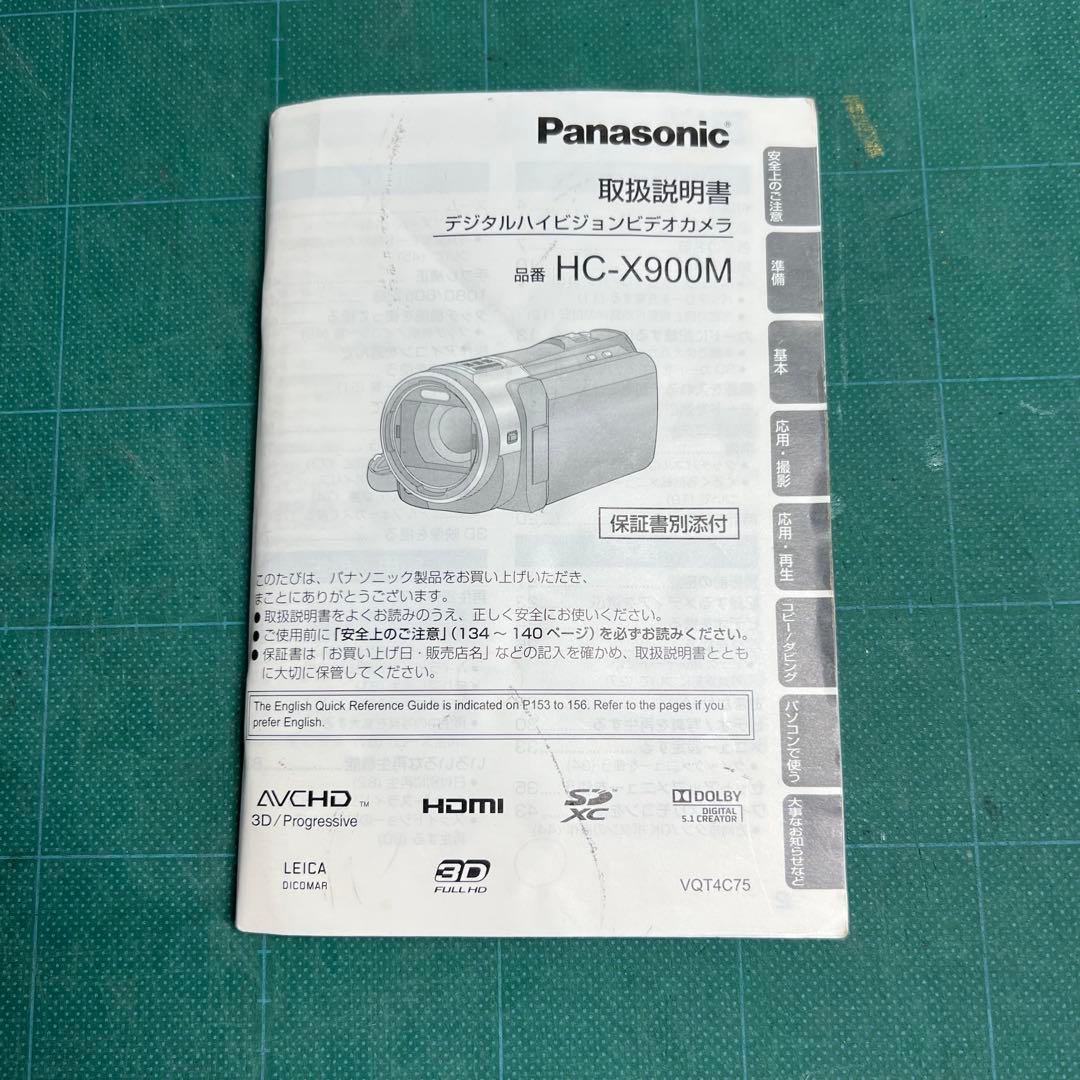 Panasonic®
取扱説明書
デジタルハイビジョンビデオカメラ
品番 HC-X900M
保証書別添付
このたびは、パナソニック製品をお買い上げいただき、
まことにありがとうございます。
● 取扱説明書をよくお読みのうえ、正しく安全にお使いください。
● ご使用前に「安全上のご注意」（134 ～ 140 ページ）を必ずお読みください。
● 保証書は「お買い上げ日・販売店名」などの記入を確かめ、取扱説明書ととも
に大切に保管してください。
The English Quick Reference Guide is indicated on P153 to 156. Refer to the pages if you
prefer English.
AVCHD™
3D/Progressive
HDMI
SD
XC
DOLBY
DIGITAL
5.1 CREATOR
LEICA
DICOMAR
3D
FULL HD
VQT4C75
安全上のご注意
準備
基本
応用・撮影
応用・再生
コピー/ダビング
パソコンで使う
大事なお知らせなど